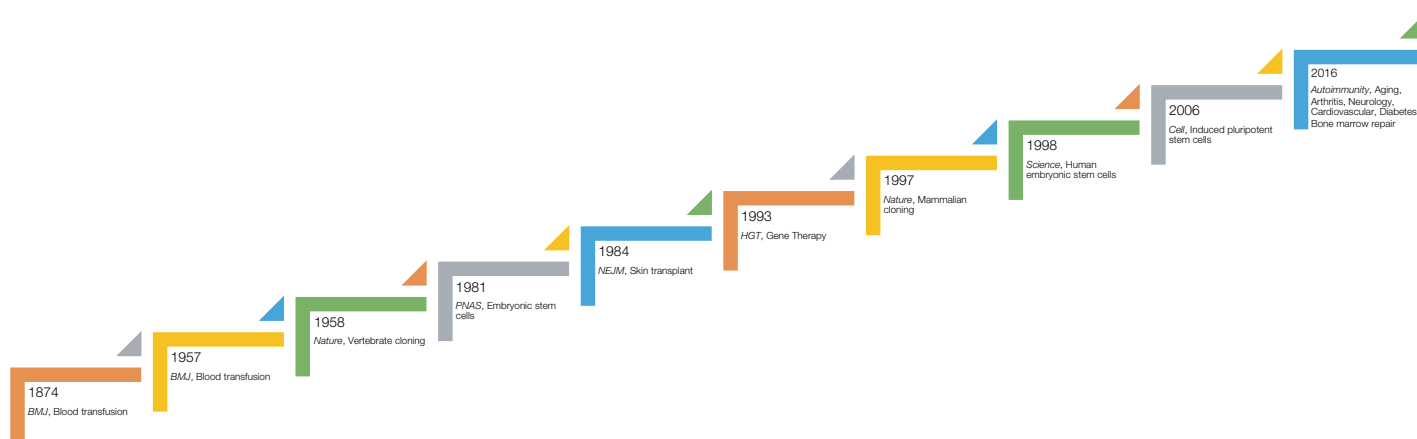 1874
BMJ, Blood transfusion
1957
BMJ, Blood transfusion
1958
Nature, Vertebrate cloning
1981
PNAS, Embryonic stem
cells
1984
NEJM, Skin transplant
1993
HGT, Gene Therapy
1997
Nature, Mammalian
cloning
1998
Science, Human
embryonic stem cells
2006
Cell, Induced pluripotent
stem cells
2016
Autoimmunity, Aging,
Arthritis, Neurology,
Cardiovascular, Diabetes
Bone marrow repair